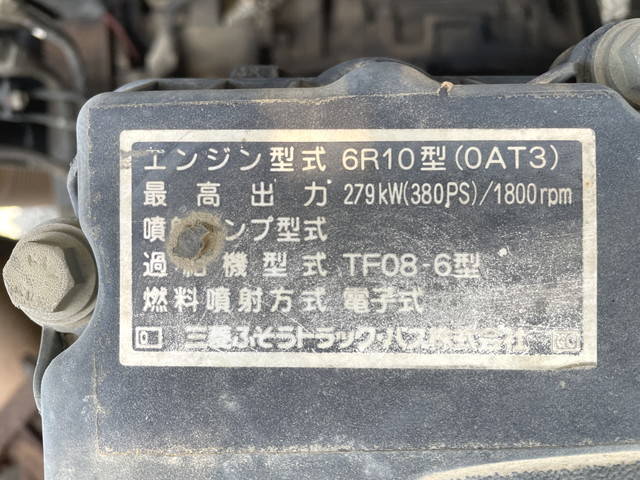 エンジン型式 6R10型(0AT3)
最高出力 279kW(380PS)/1800rpm
噴 ンプ型式
過給機型式 TF08-6型
燃料噴射方式 電子式
三菱ふそうトラック・バス株式会社